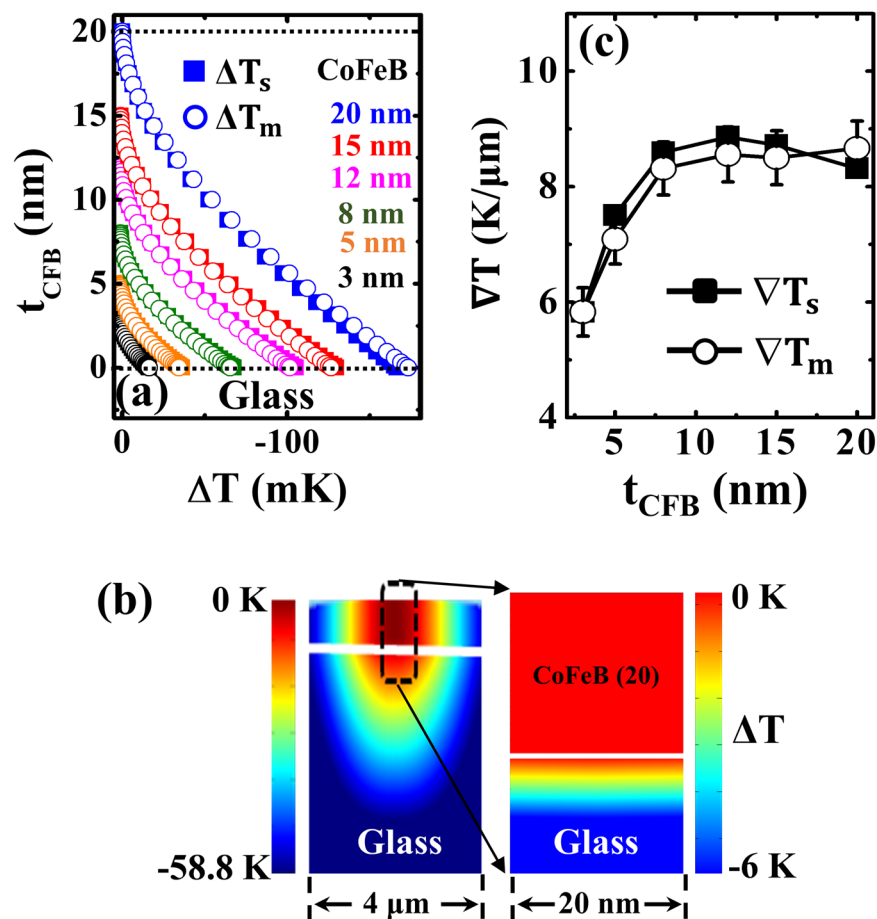 20
15
10
5
0
t_CFB (nm)
ΔT_s
ΔT_m
CoFeB
20 nm
15 nm
12 nm
8 nm
5 nm
3 nm
(a)
Glass
0
-100
ΔT (mK)
(c)
10
8
6
4
∇T (K/μm)
∇T_s
∇T_m
5
10
15
20
t_CFB (nm)
(b)
0 K
-58.8 K
Glass
4 μm
CoFeB (20)
Glass
20 nm
0 K
ΔT
-6 K